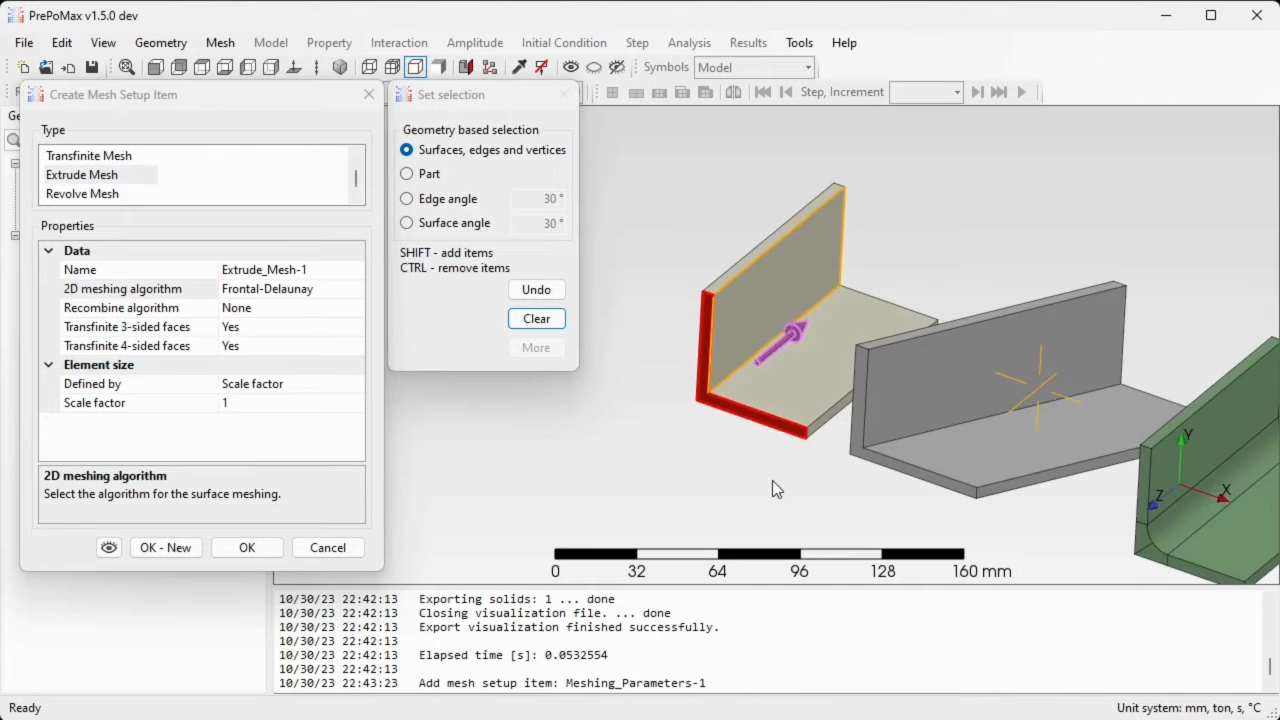 PrePoMax v1.5.0 dev
File Edit View Geometry Mesh Model Property Interaction Amplitude Initial Condition Step Analysis Results Tools Help
Symbols Model
Step, Increment
Create Mesh Setup Item
Type
Transfinite Mesh
Extrude Mesh
Revolve Mesh
Properties
Data
Name Extrude_Mesh-1
2D meshing algorithm Frontal-Delaunay
Recombine algorithm None
Transfinite 3-sided faces Yes
Transfinite 4-sided faces Yes
Element size
Defined by Scale factor
Scale factor 1
2D meshing algorithm
Select the algorithm for the surface meshing.
OK - New OK Cancel
Set selection
Geometry based selection
Surfaces, edges and vertices
Part
Edge angle 30 °
Surface angle 30 °
SHIFT - add items
CTRL - remove items
Undo
Clear
More
Y
Z X
0 32 64 96 128 160 mm
10/30/23 22:42:13 Exporting solids: 1 ... done
10/30/23 22:42:13 Closing visualization file. ... done
10/30/23 22:42:13 Export visualization finished successfully.
10/30/23 22:42:13
10/30/23 22:42:13 Elapsed time [s]: 0.0532554
10/30/23 22:42:13
10/30/23 22:43:23 Add mesh setup item: Meshing_Parameters-1
Ready Unit system: mm, ton, s, °C